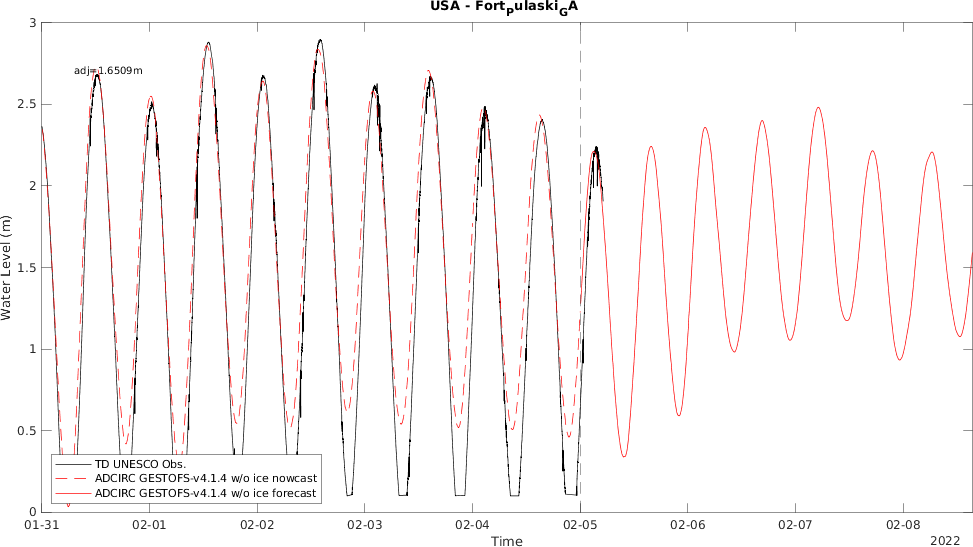 USA - FortPulaskiGA
adj=1.6509m
3
2.5
2
1.5
1
0.5
0
Water Level (m)
TD UNESCO Obs.
ADCIRC GESTOFS-v4.1.4 w/o ice nowcast
ADCIRC GESTOFS-v4.1.4 w/o ice forecast
01-31 02-01 02-02 02-03 02-04 02-05 02-06 02-07 02-08
Time
2022